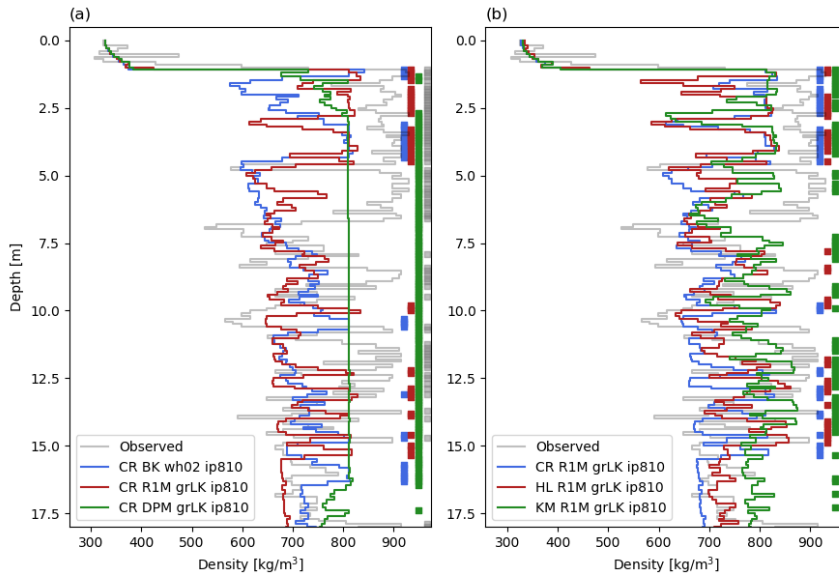 (a)
(b)
0.0
2.5
5.0
7.5
10.0
12.5
15.0
17.5
Depth [m]
Observed
CR BK wh02 ip810
CR R1M grLK ip810
CR DPM grLK ip810
300 400 500 600 700 800 900
Density [kg/m³]
0.0
2.5
5.0
7.5
10.0
12.5
15.0
17.5
Observed
CR R1M grLK ip810
HL R1M grLK ip810
KM R1M grLK ip810
300 400 500 600 700 800 900
Density [kg/m³]